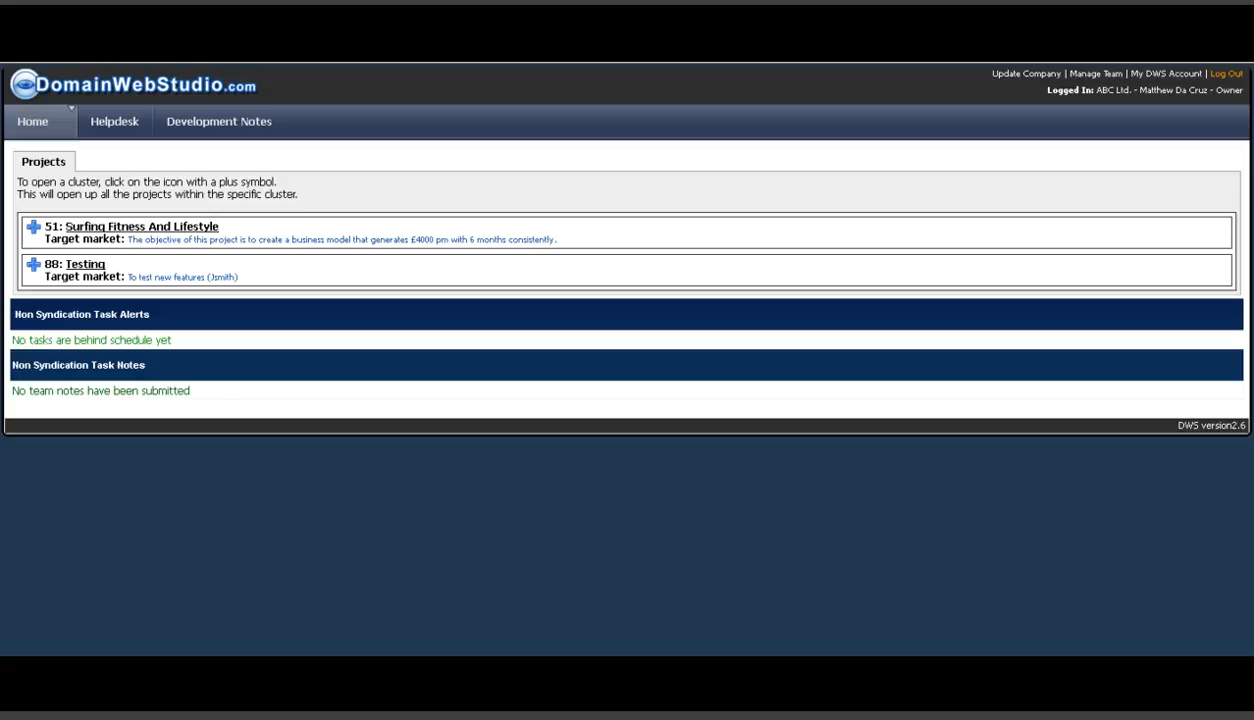 DomainWebStudio.com
Update Company | Manage Team | My DWS Account | Log Out
Logged In: ABC Ltd. - Matthew Da Cruz - Owner
Home Helpdesk Development Notes
Projects
To open a cluster, click on the icon with a plus symbol.
This will open up all the projects within the specific cluster.
51: Surfing Fitness And Lifestyle
Target market: The objective of this project is to create a business model that generates £4000 pm with 6 months consistently.
88: Testing
Target market: To test new features (Jsmith)
Non Syndication Task Alerts
No tasks are behind schedule yet
Non Syndication Task Notes
No team notes have been submitted
DWS version2.6